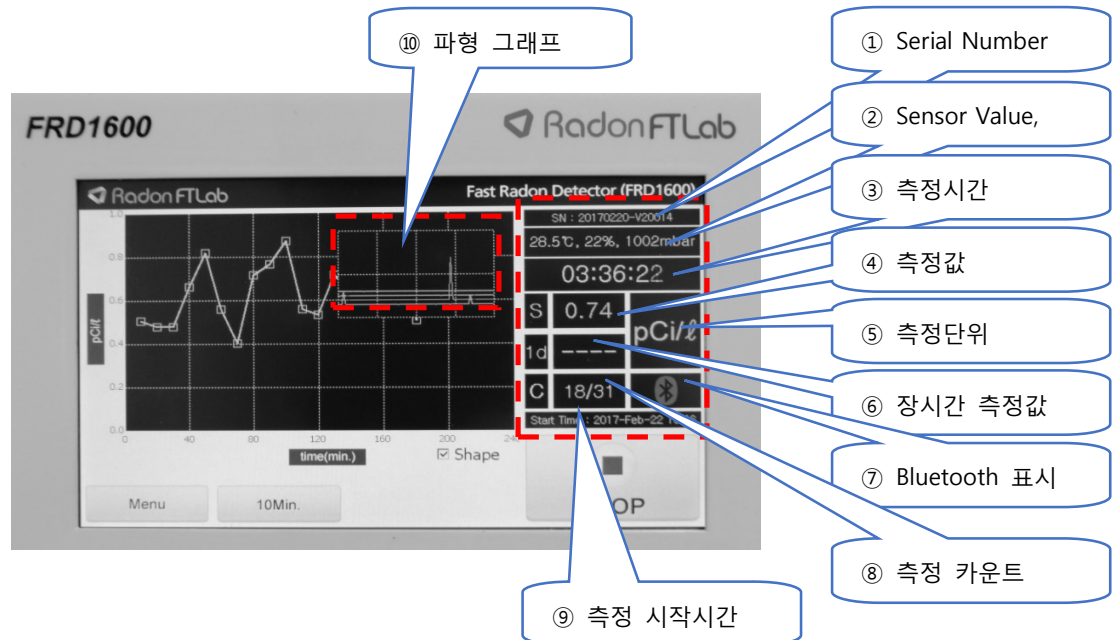 ⑩ 파형 그래프
① Serial Number
② Sensor Value,
③ 측정시간
④ 측정값
⑤ 측정단위
⑥ 장시간 측정값
⑦ Bluetooth 표시
⑧ 측정 카운트
⑨ 측정 시작시간
FRD1600
Radon FTLab
Radon FTLab
Fast Radon Detector (FRD1600)
SN : 20170220-V20014
28.5℃, 22%, 1002mbar
03:36:22
S 0.74 pCi/ℓ
1d ----
C 18/31
Start Time : 2017-Feb-22
1.0
0.8
0.6
0.4
0.2
0.0
pCi/ℓ
0 40 80 120 160 200
time(min.)
☑ Shape
Menu
10Min.